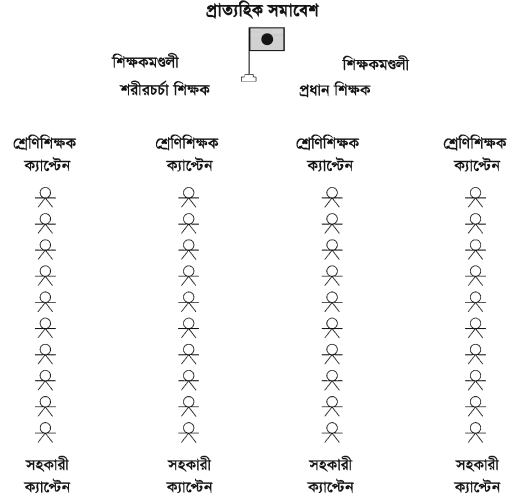 প্রাত্যহিক সমাবেশ
শিক্ষকমণ্ডলী শিক্ষকমণ্ডলী
শরীরচর্চা শিক্ষক প্রধান শিক্ষক
শ্রেণিশিক্ষক শ্রেণিশিক্ষক শ্রেণিশিক্ষক শ্রেণিশিক্ষক
ক্যাপ্টেন ক্যাপ্টেন ক্যাপ্টেন ক্যাপ্টেন
সহকারী সহকারী সহকারী সহকারী
ক্যাপ্টেন ক্যাপ্টেন ক্যাপ্টেন ক্যাপ্টেন